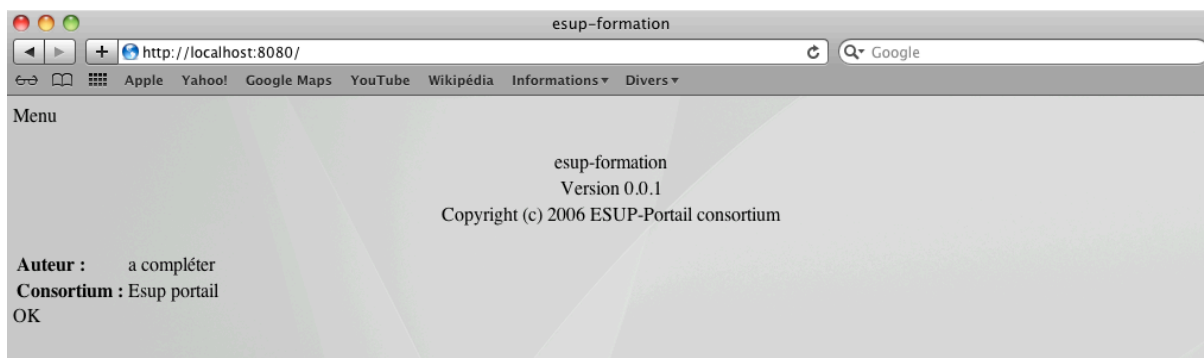 esup-formation
http://localhost:8080/
Google
Apple Yahoo! Google Maps YouTube Wikipédia Informations Divers
Menu
esup-formation
Version 0.0.1
Copyright (c) 2006 ESUP-Portail consortium
Auteur : a compléter
Consortium : Esup portail
OK